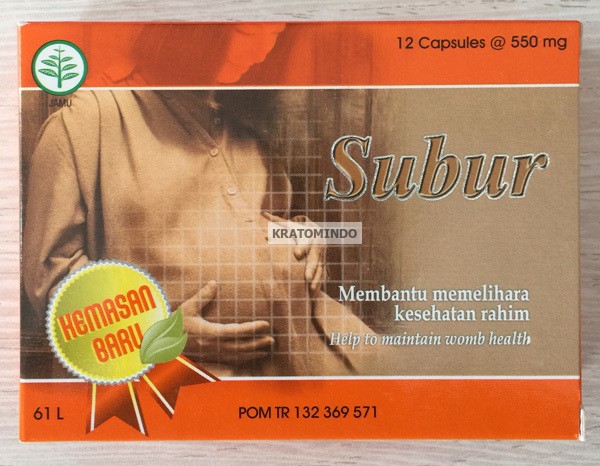 12 Capsules @ 550 mg
JAMU
Subur
KRATOMINDO
Membantu memelihara
kesehatan rahim
Help to maintain womb health
KEMASAN
BARU
61 L
POM TR 132 369 571